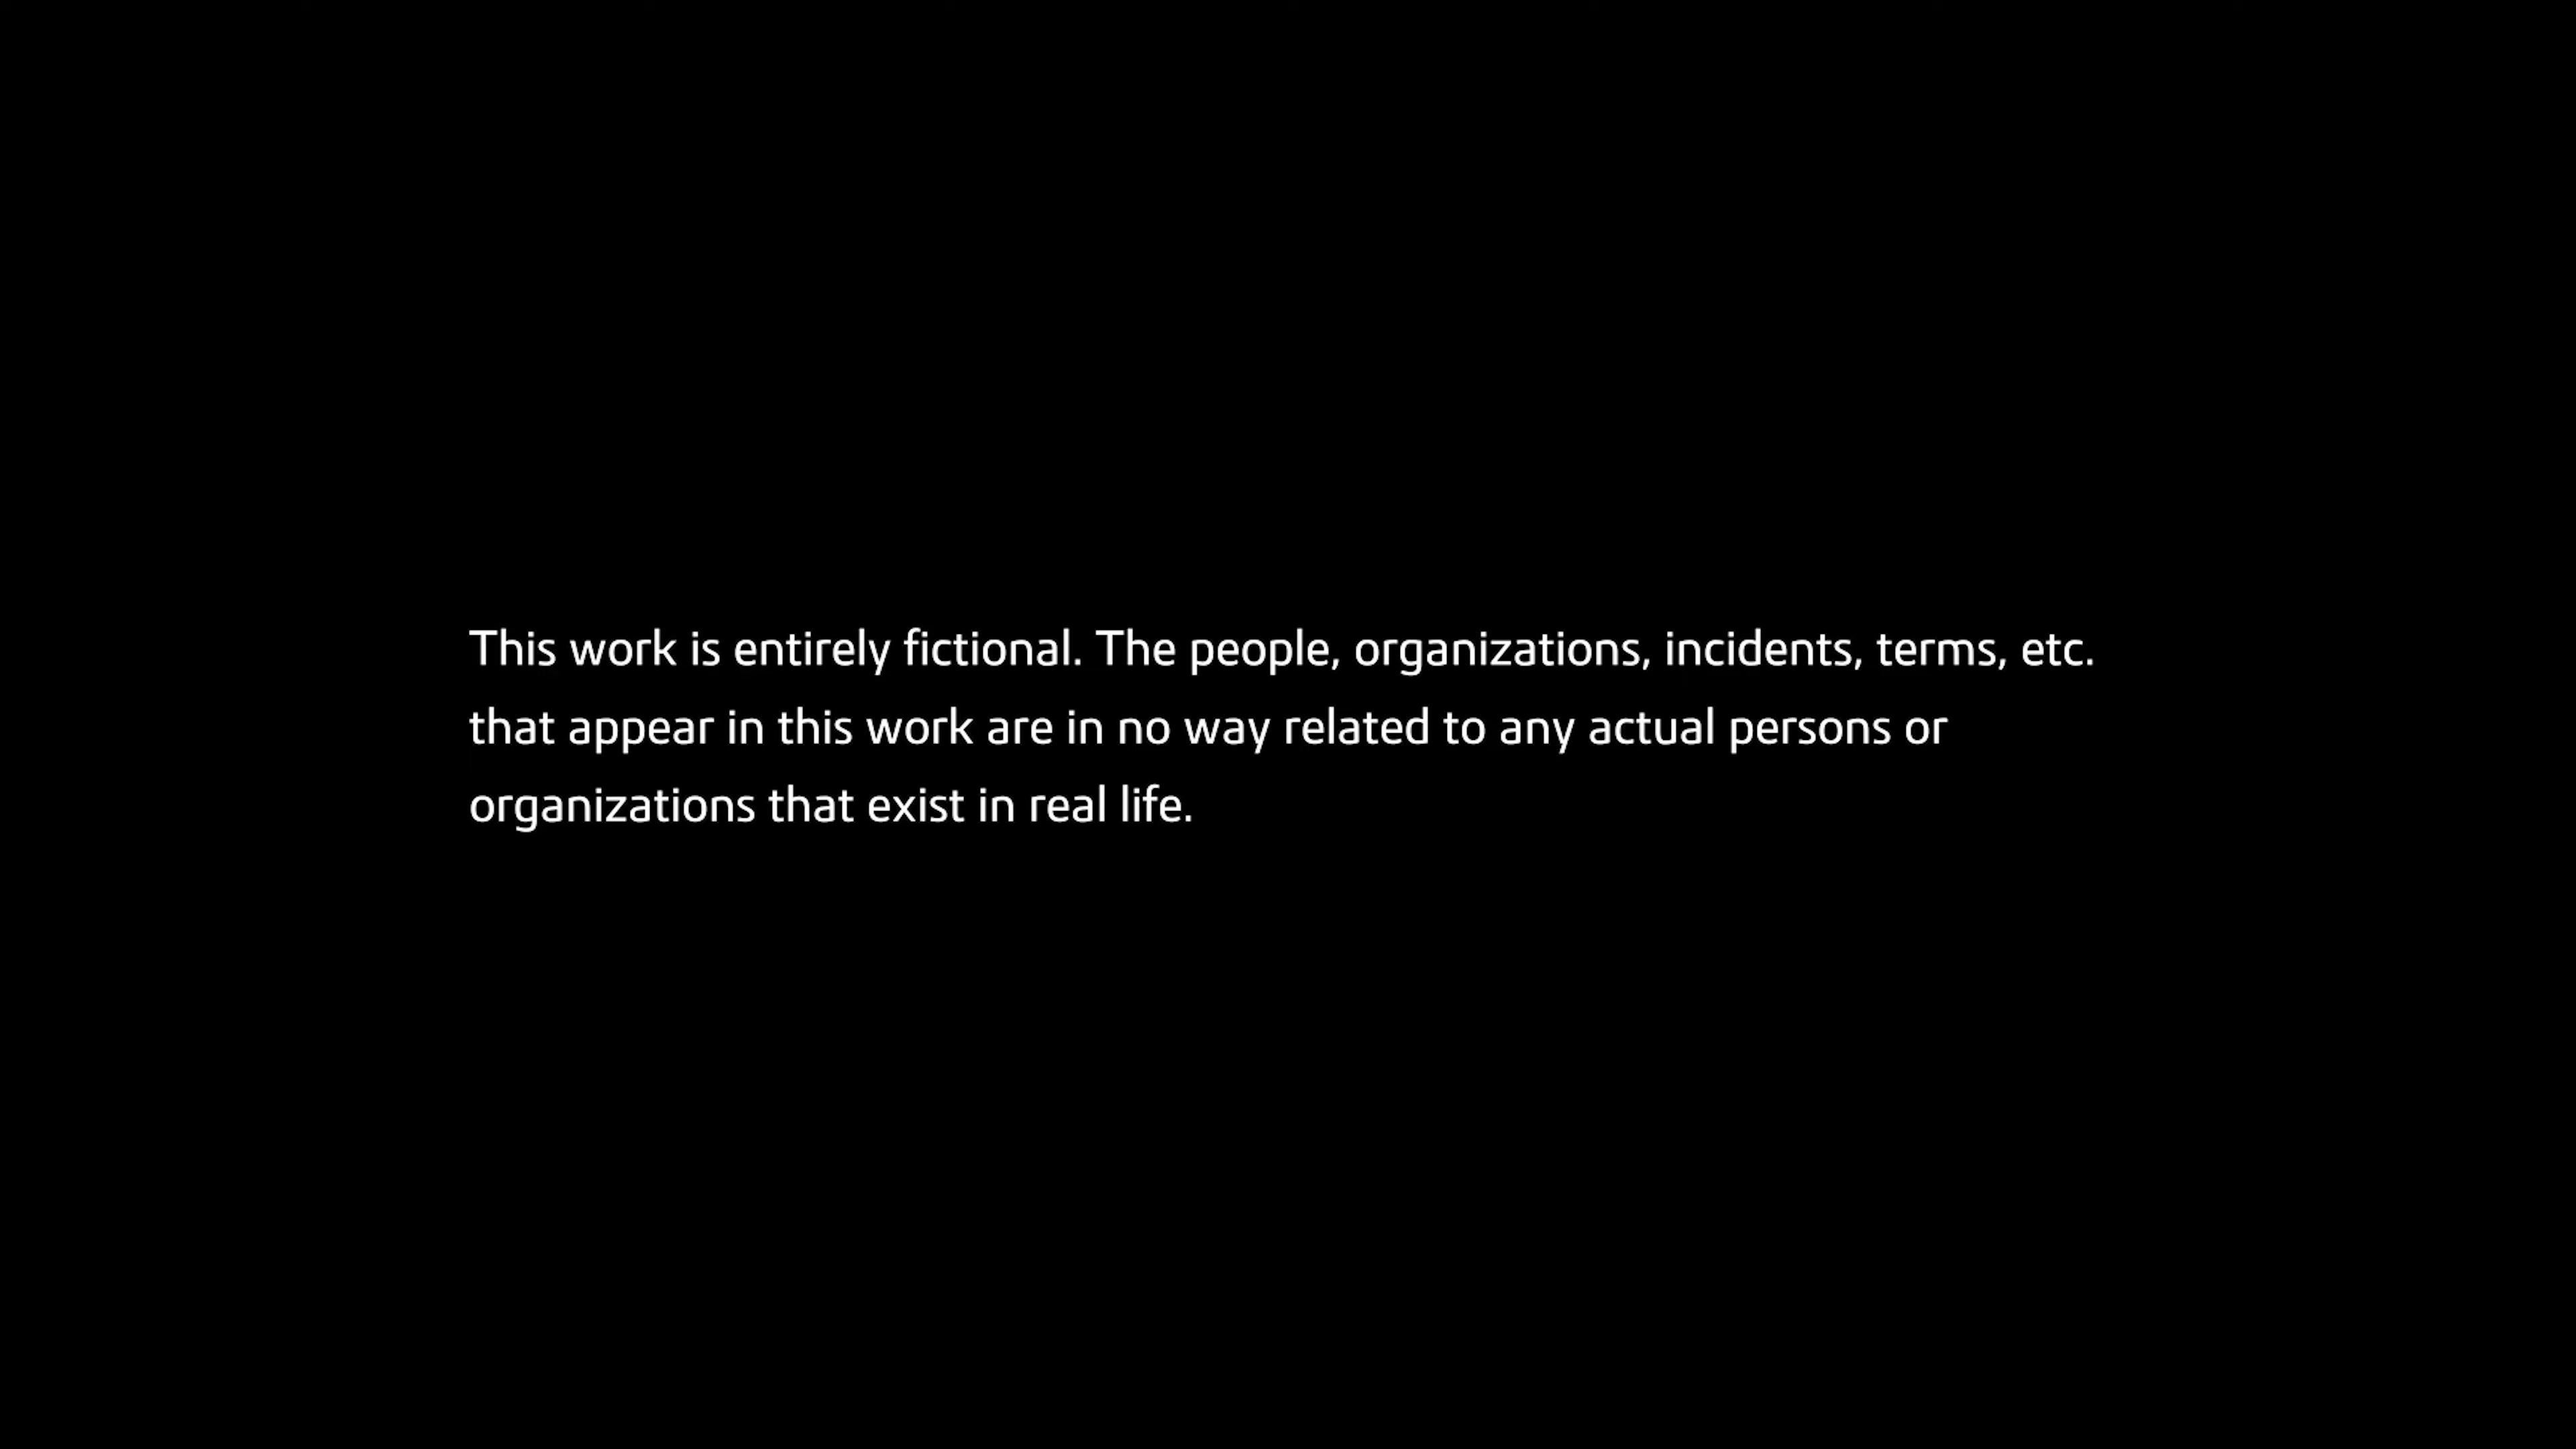 This work is entirely fictional. The people, organizations, incidents, terms, etc.
that appear in this work are in no way related to any actual persons or
organizations that exist in real life.